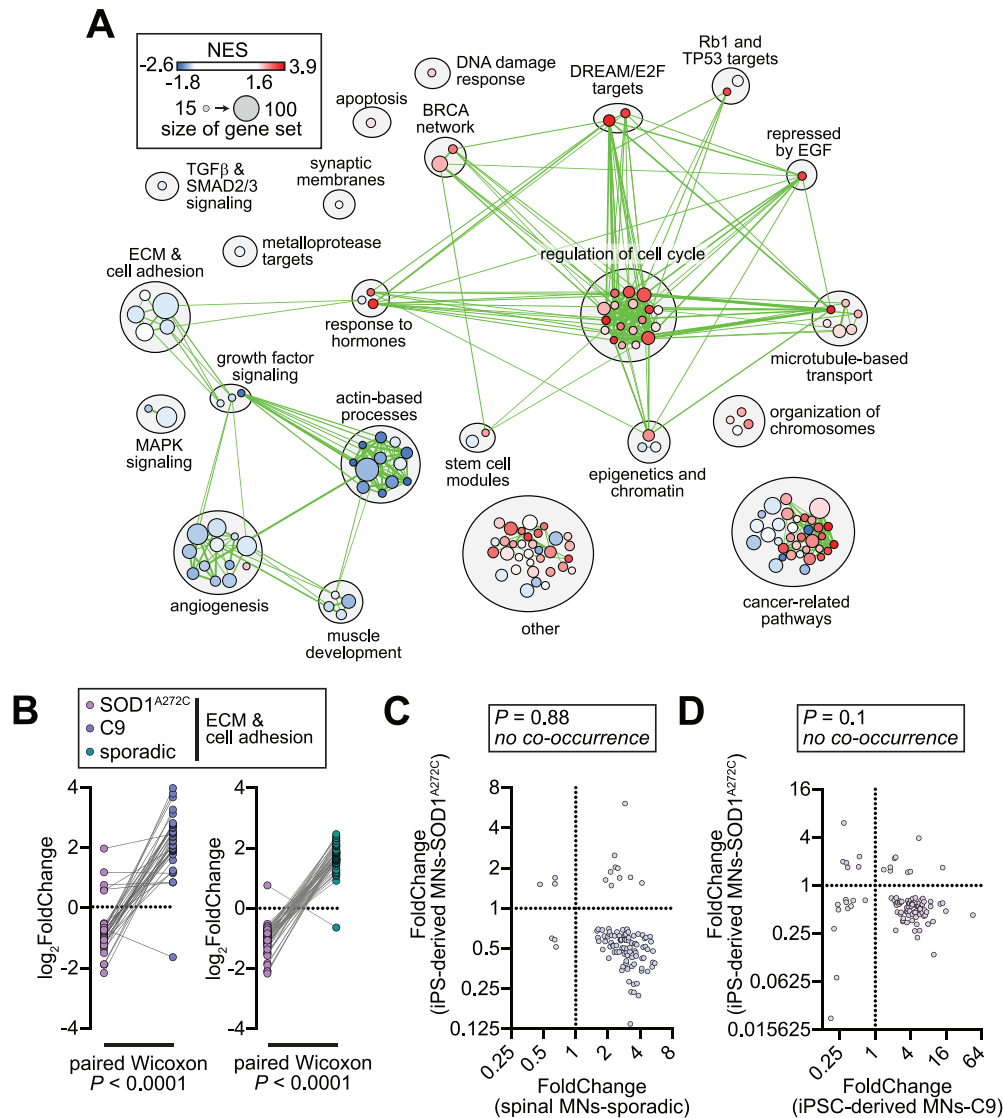 A
NES
-2.6
3.9
-1.8
1.6
15
100
size of gene set
DNA damage
response
DREAM/E2F
targets
Rb1 and
TP53 targets
apoptosis
BRCA
network
repressed
by EGF
TGFβ &
SMAD2/3
signaling
synaptic
membranes
ECM &
cell adhesion
metalloprotease
targets
regulation of cell cycle
response to
hormones
microtubule-based
transport
growth factor
signaling
actin-based
processes
MAPK
signaling
stem cell
modules
epigenetics and
chromatin
organization of
chromosomes
angiogenesis
muscle
development
other
cancer-related
pathways
B
SOD1A272C
C9
sporadic
ECM &
cell adhesion
log2FoldChange
4
2
0
-2
-4
paired Wicoxon
P < 0.0001
log2FoldChange
4
2
0
-2
-4
paired Wicoxon
P < 0.0001
C
P = 0.88
no co-occurrence
FoldChange
(iPS-derived MNs-SOD1A272C)
8
4
2
1
0.5
0.25
0.125
0.25
0.5
1
2
4
8
FoldChange
(spinal MNs-sporadic)
D
P = 0.1
no co-occurrence
FoldChange
(iPS-derived MNs-SOD1A272C)
16
4
1
0.25
0.0625
0.015625
0.25
1
4
16
64
FoldChange
(iPSC-derived MNs-C9)